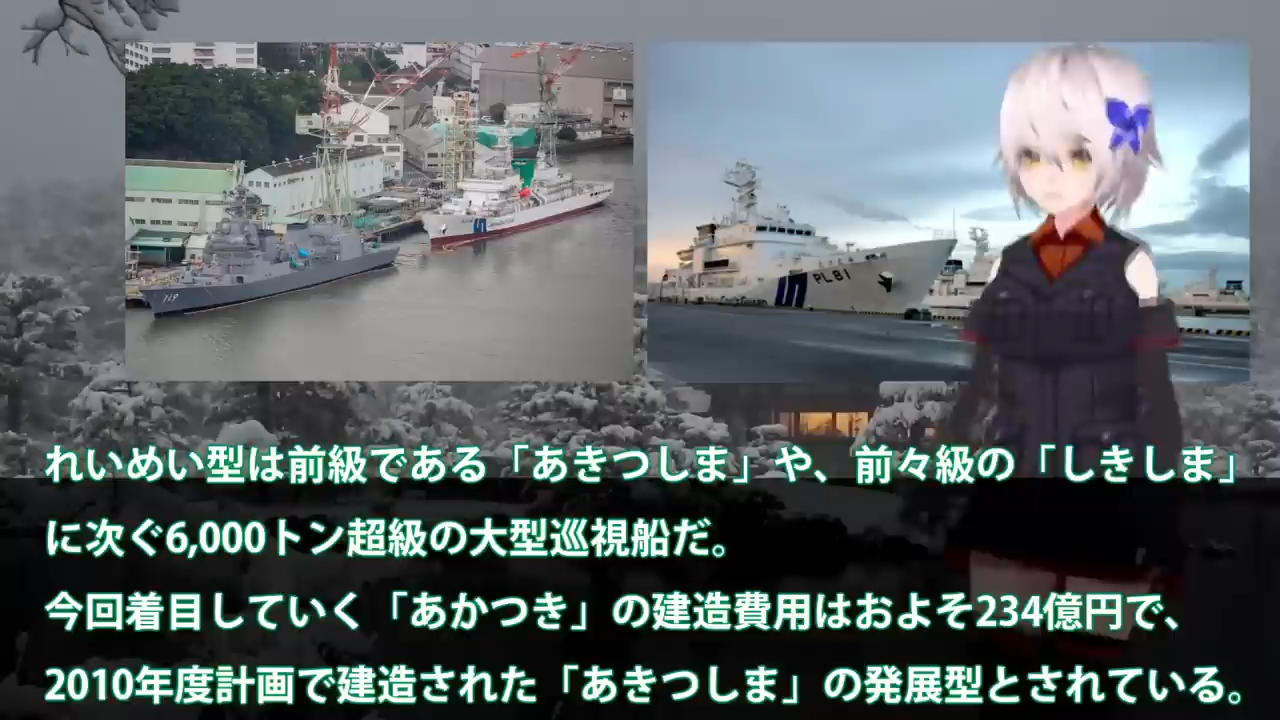 119
PL81
れいめい型は前級である「あきつしま」や、前々級の「しきしま」
に次ぐ6,000トン超級の大型巡視船だ。
今回着目していく「あかつき」の建造費用はおよそ234億円で、
2010年度計画で建造された「あきつしま」の発展型とされている。